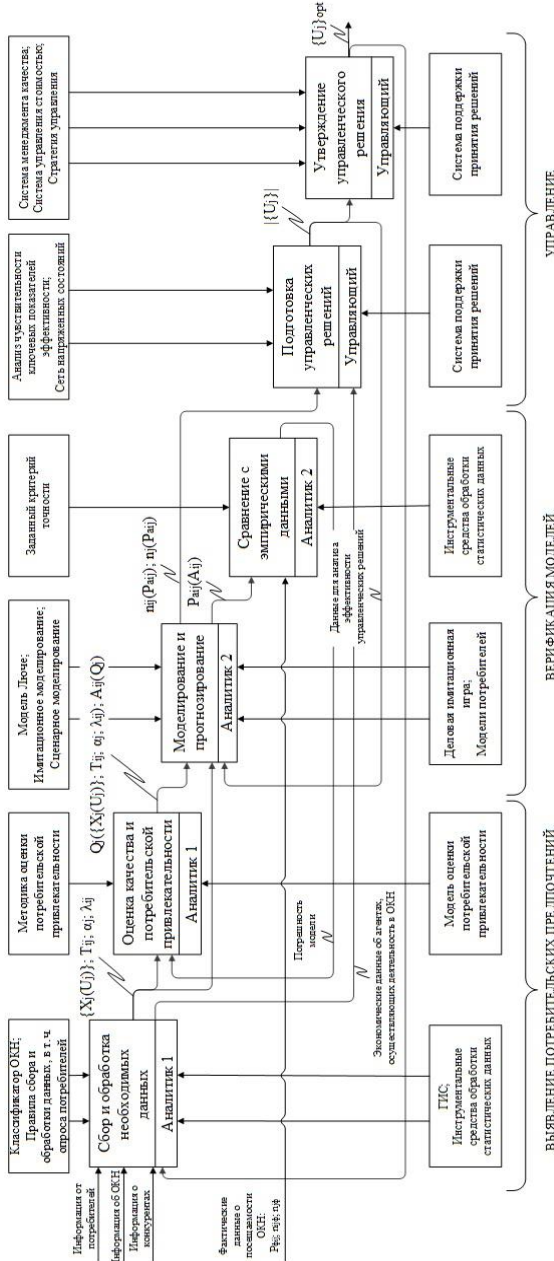 Классификатор ОКН;
Правила сбора и
обработки данных, в т.ч.
опроса потребителей
Методика оценки
потребительской
привлекательности
Модель Люче;
Имитационное моделирование;
Сценарное моделирование
Заданный критерий
точности
Анализ чувствительности
ключевых показателей
эффективности;
Сеть напряженных состояний
Система менеджмента качества;
Система управления стоимостью;
Стратегия управления
Информация от
потребителей
Информация об ОКН
Информация о
конкурентах
Фактические
данные о
посещаемости
ОКН:
Pфij; nijф; njф
Сбор и обработка
необходимых
данных
Аналитик 1
{Xj(Uj)}; Tij; αj; λij
Оценка качества и
потребительской
привлекательности
Аналитик 1
Qj({Xj(Uj)}; Tij; αj; λij); Aij(Qj)
Моделирование и
прогнозирование
Аналитик 2
nij(Paij); nj(Paij)
Paij(Aij)
Сравнение с
эмпирическими
данными
Аналитик 2
Подготовка
управленческих
решений
Управляющий
|{Uj}|
Утверждение
управленческого
решения
Управляющий
{Uj}opt
Погрешность
модели
Экономические данные об агентах,
осуществляющих деятельность в ОКН
Данные для анализа
эффективности
управленческих решений
ГИС,
Инструментальные
средства обработки
статистических данных
Модель оценки
потребительской
привлекательности
Деловая имитационная
игра;
Модели потребителей
Инструментальные
средства обработки
статистических данных
Система поддержки
принятия решений
Система поддержки
принятия решений
ВЫЯВЛЕНИЕ ПОТРЕБИТЕЛЬСКИХ ПРЕДПОЧТЕНИЙ
ВЕРИФИКАЦИЯ МОДЕЛЕЙ
УПРАВЛЕНИЕ